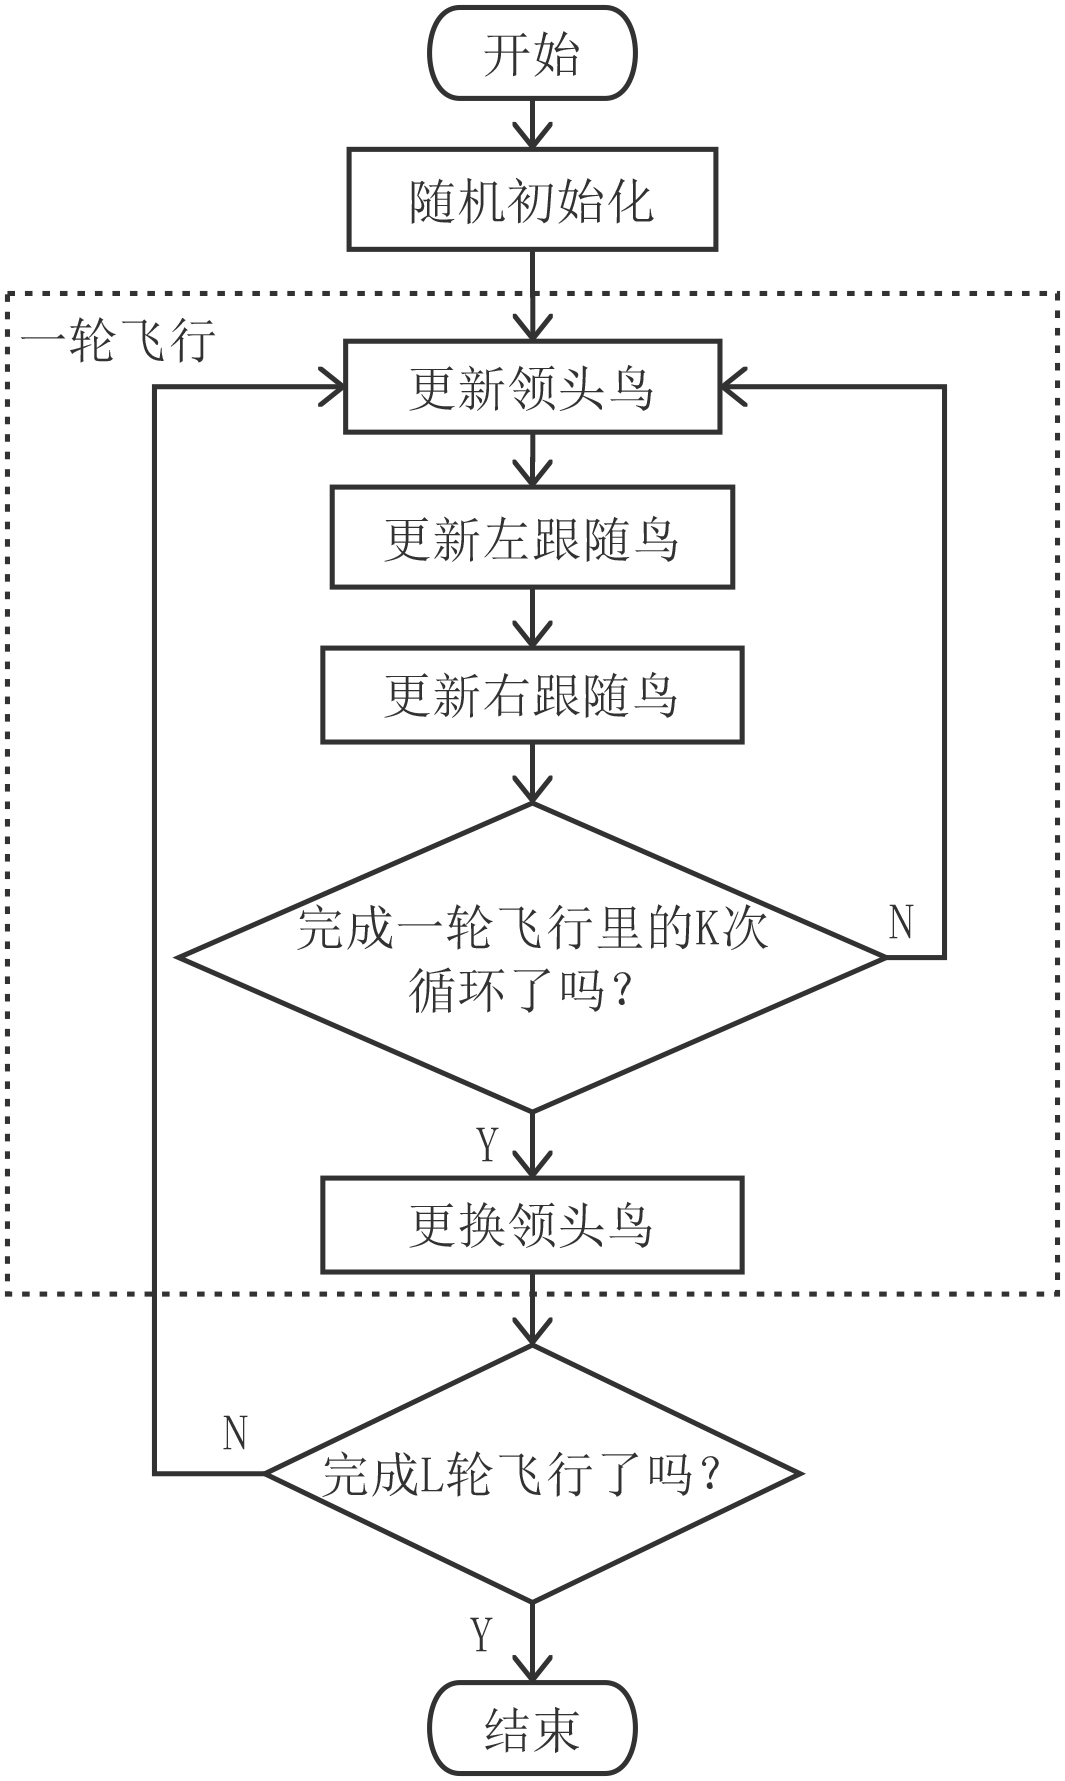 开始
随机初始化
一轮飞行
更新领头鸟
更新左跟随鸟
更新右跟随鸟
完成一轮飞行里的K次
循环了吗?
N
Y
更换领头鸟
N
完成L轮飞行了吗?
Y
结束